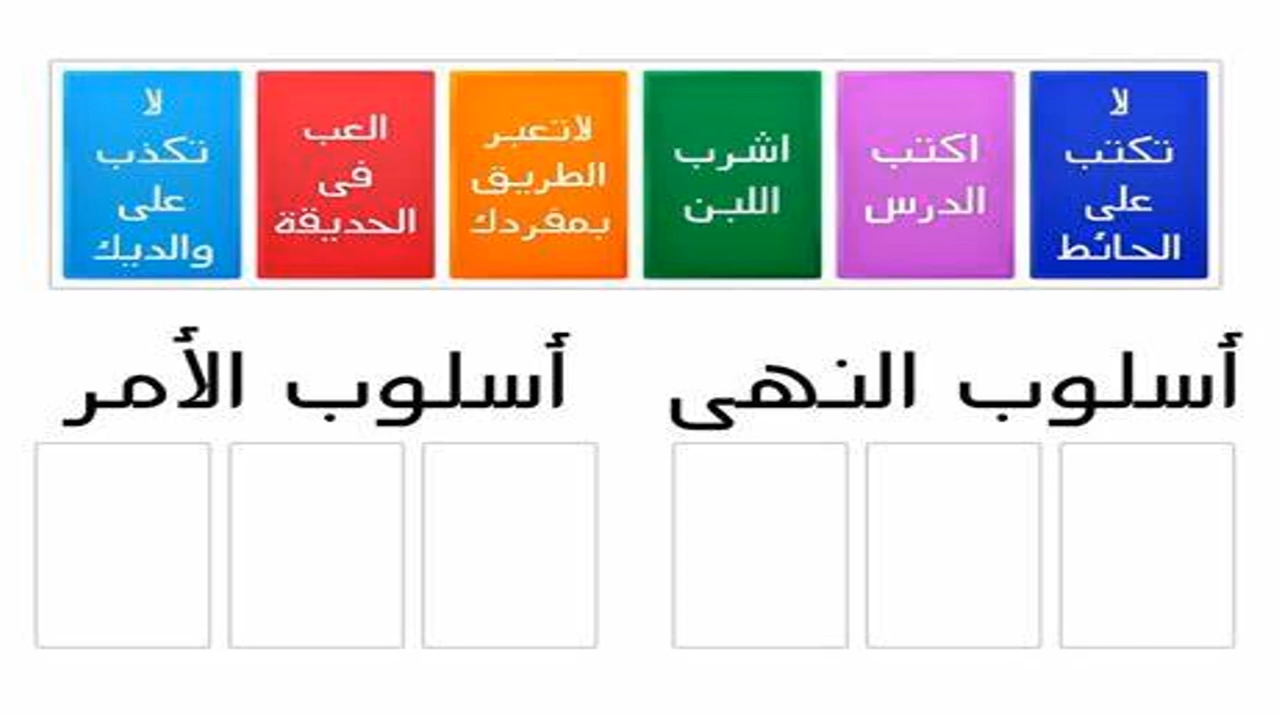 لا
تكتب
على
الحائط
اكتب
الدرس
اشرب
اللبن
لاتعبر
الطريق
بمفردك
العب
فى
الحديقة
لا
تكذب
على
والديك
أسلوب النهى
أسلوب الأمر